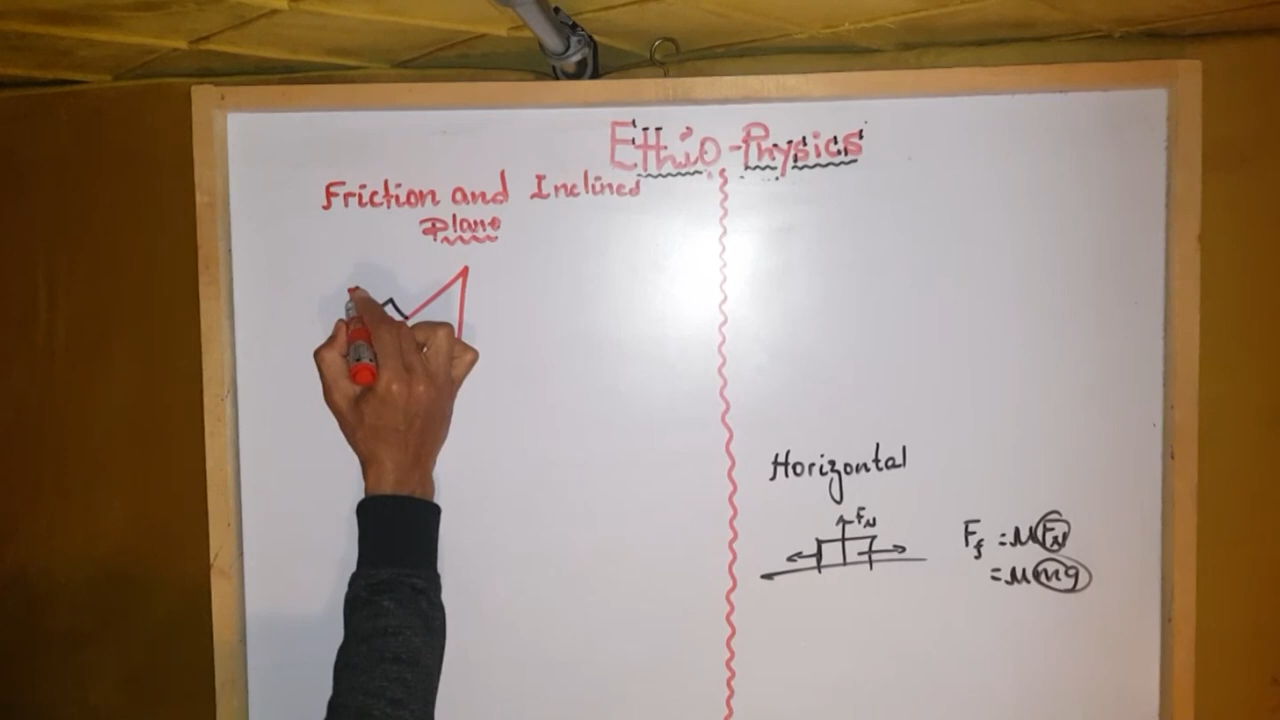 Ethio-Physics
Friction and Inclined
Plane
Horizontal
FN
Ff = μFN
= μmg